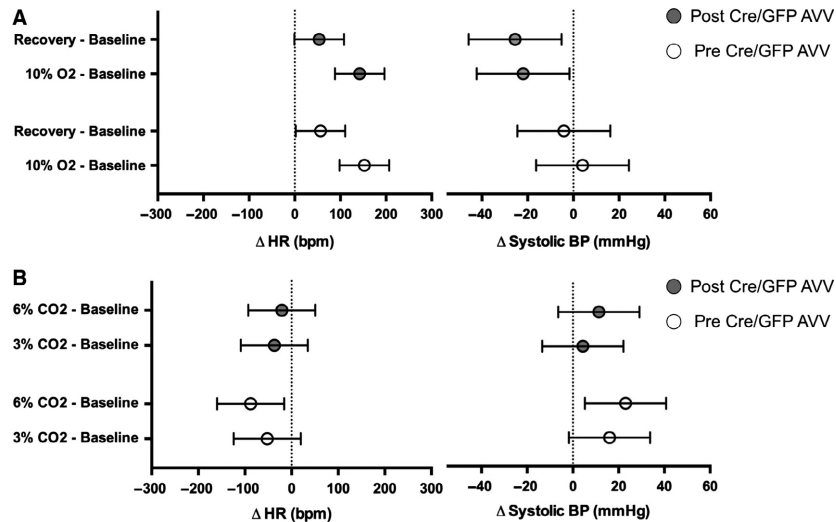 A
Post Cre/GFP AVV
Pre Cre/GFP AVV
Recovery - Baseline
10% O2 - Baseline
Recovery - Baseline
10% O2 - Baseline
−300 −200 −100 0 100 200 300
Δ HR (bpm)
−40 −20 0 20 40 60
Δ Systolic BP (mmHg)
B
Post Cre/GFP AVV
Pre Cre/GFP AVV
6% CO2 - Baseline
3% CO2 - Baseline
6% CO2 - Baseline
3% CO2 - Baseline
−300 −200 −100 0 100 200 300
Δ HR (bpm)
−40 −20 0 20 40 60
Δ Systolic BP (mmHg)